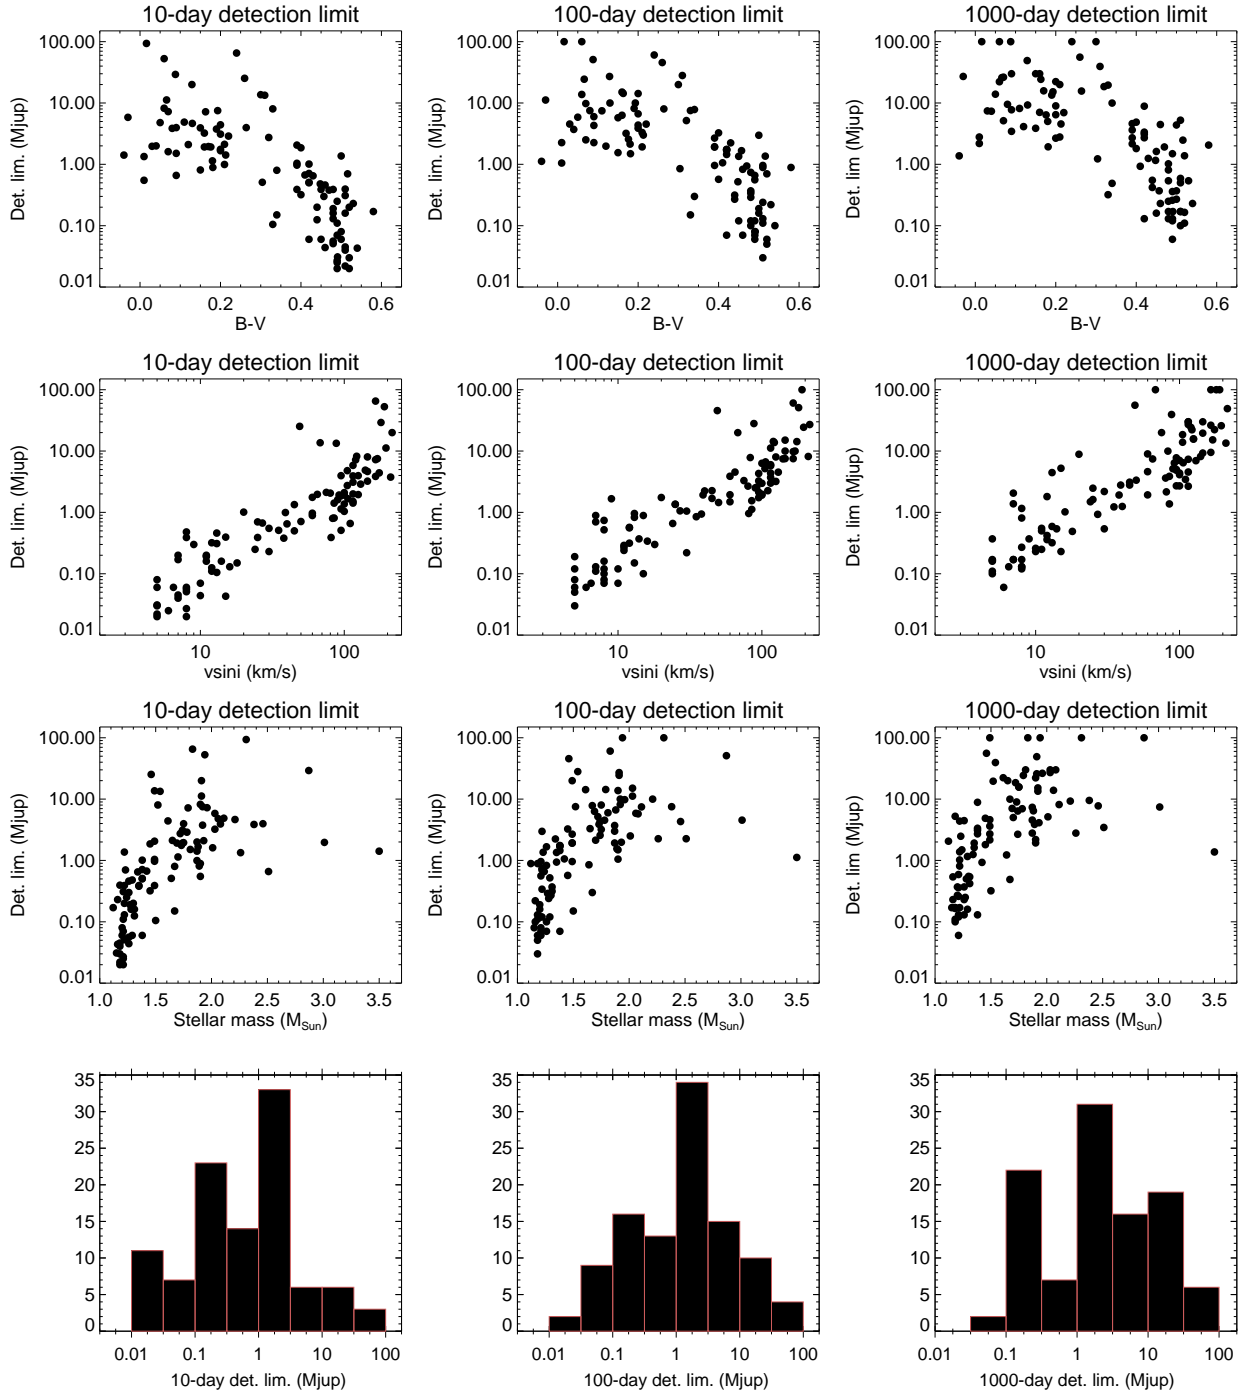 10-day detection limit 100-day detection limit 1000-day detection limit
100.00 100.00 100.00
10.00 10.00 10.00
1.00 1.00 1.00
0.10 0.10 0.10
0.01 0.01 0.01
Det. lim. (Mjup) Det. lim. (Mjup) Det. lim. (Mjup)
0.0 0.2 0.4 0.6 0.0 0.2 0.4 0.6 0.0 0.2 0.4 0.6
B-V B-V B-V
10-day detection limit 100-day detection limit 1000-day detection limit
100.00 100.00 100.00
10.00 10.00 10.00
1.00 1.00 1.00
0.10 0.10 0.10
0.01 0.01 0.01
Det. lim. (Mjup) Det. lim. (Mjup) Det. lim (Mjup)
10 100 10 100 10 100
vsini (km/s) vsini (km/s) vsini (km/s)
10-day detection limit 100-day detection limit 1000-day detection limit
100.00 100.00 100.00
10.00 10.00 10.00
1.00 1.00 1.00
0.10 0.10 0.10
0.01 0.01 0.01
Det. lim. (Mjup) Det. lim. (Mjup) Det. lim (Mjup)
1.0 1.5 2.0 2.5 3.0 3.5 1.0 1.5 2.0 2.5 3.0 3.5 1.0 1.5 2.0 2.5 3.0 3.5
Stellar mass (MSun) Stellar mass (MSun) Stellar mass (MSun)
35 35 35
30 30 30
25 25 25
20 20 20
15 15 15
10 10 10
5 5 5
0 0 0
0.01 0.1 1 10 100 0.01 0.1 1 10 100 0.01 0.1 1 10 100
10-day det. lim. (Mjup) 100-day det. lim. (Mjup) 1000-day det. lim. (Mjup)